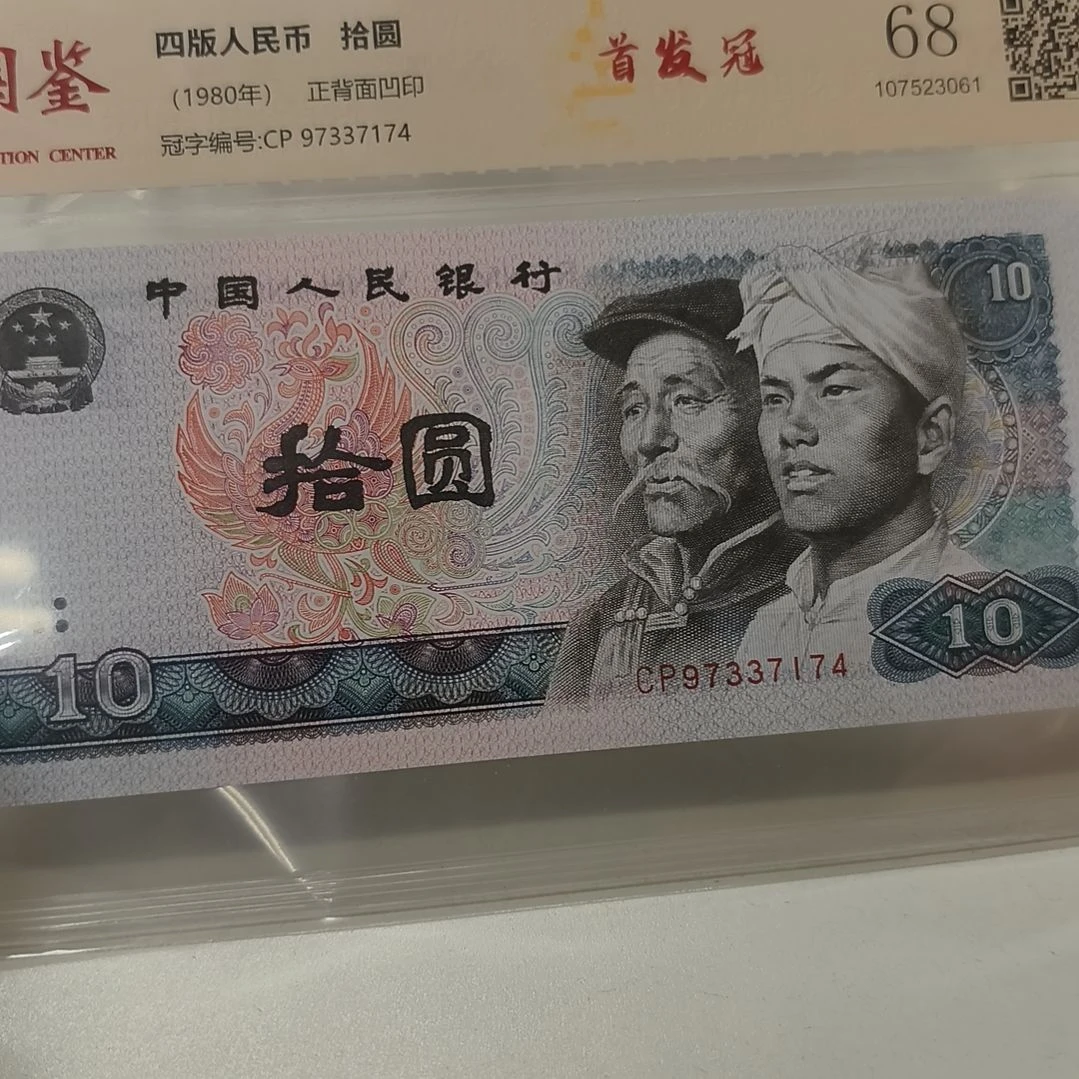 四版人民币 拾圆
(1980年) 正背面凹印
冠字编号:CP 97337174
国鉴
TION CENTER
首发冠
68
107523061
中国人民银行
10
拾圆
10
10
CP97337174